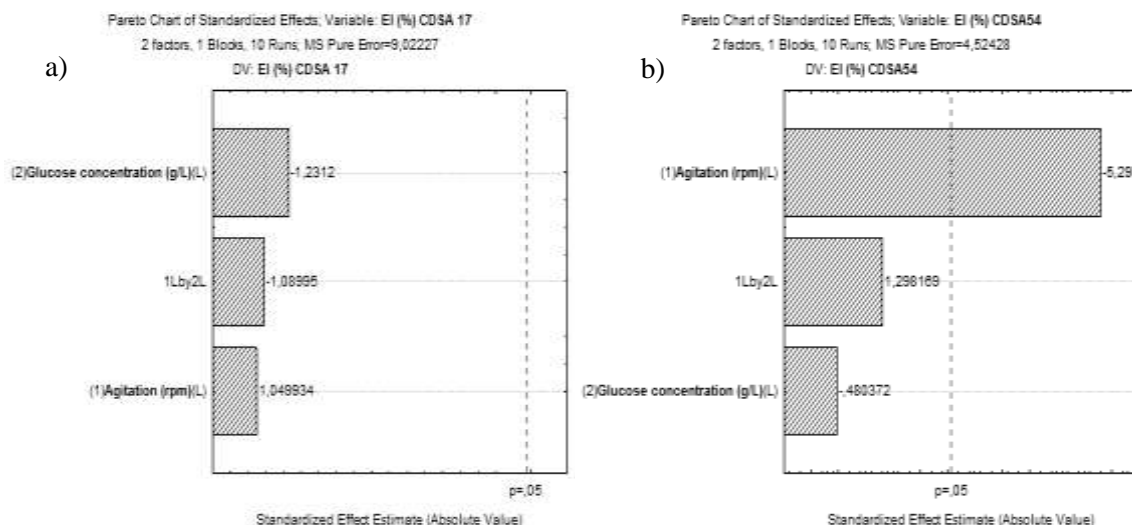 Pareto Chart of Standardized Effects; Variable: EI (%) CDSA 17
2 factors, 1 Blocks, 10 Runs; MS Pure Error=9,02227
DV: EI (%) CDSA 17
a)
(2)Glucose concentration (g/L)(L)
-1,2312
1Lby2L
-1,08995
(1)Agitation (rpm)(L)
1,049934
p=,05
Standardized Effect Estimate (Absolute Value)
Pareto Chart of Standardized Effects; Variable: EI (%) CDSA54
2 factors, 1 Blocks, 10 Runs; MS Pure Error=4,52428
DV: EI (%) CDSA54
b)
(1)Agitation (rpm)(L)
-5,29
1Lby2L
1,298169
(2)Glucose concentration (g/L)(L)
-,480372
p=,05
Standardized Effect Estimate (Absolute Value)